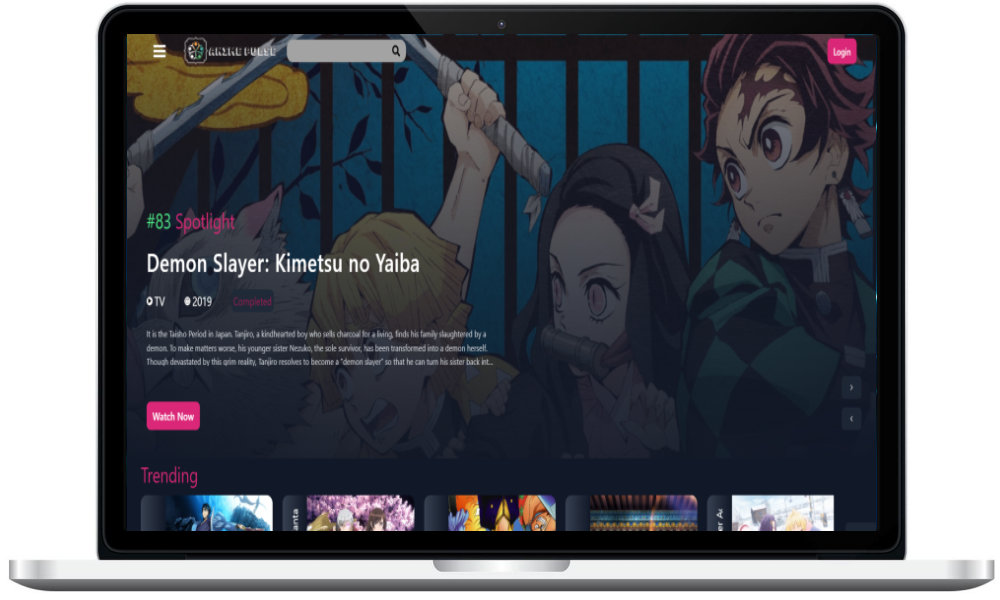 ANIME PULSE
Login
#83 Spotlight
Demon Slayer: Kimetsu no Yaiba
TV 2019 Completed
It is the Taisho Period in Japan. Tanjiro, a kindhearted boy who sells charcoal for a living, finds his family slaughtered by a
demon. To make matters worse, his younger sister Nezuko, the sole survivor, has been transformed into a demon herself.
Though devastated by this grim reality, Tanjiro resolves to become a "demon slayer" so that he can turn his sister back int...
Watch Now
Trending
anta
er Ac